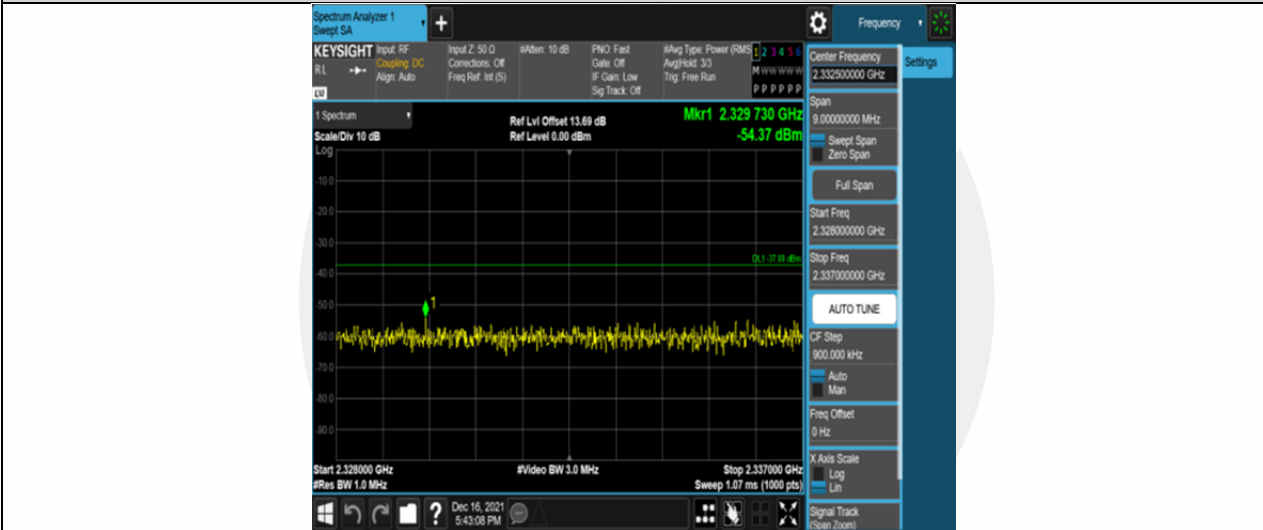 Spectrum Analyzer 1
Swept SA
+
Frequency
KEYSIGHT
Input: RF
Coupling: DC
Align: Auto
RL
LV
Input Z: 50 Ω
Corrections: Off
Freq Ref: Int (S)
#Atten: 10 dB
PNO: Fast
Gate: Off
IF Gain: Low
Sig Track: Off
#Avg Type: Power (RMS
Avg|Hold: 3/3
Trig: Free Run
1 2 3 4 5 6
M W W W W W
P P P P P P
Center Frequency
2.332500000 GHz
Settings
Span
9.00000000 MHz
Swept Span
Zero Span
Full Span
Start Freq
2.328000000 GHz
Stop Freq
2.337000000 GHz
AUTO TUNE
CF Step
900.000 kHz
Auto
Man
Freq Offset
0 Hz
X Axis Scale
Log
Lin
Signal Track
(Span Zoom)
1 Spectrum
Scale/Div 10 dB
Ref Lvl Offset 13.69 dB
Ref Level 0.00 dBm
Mkr1 2.329 730 GHz
-54.37 dBm
Log
-10.0
-20.0
-30.0
DL1 -37.00 dBm
-40.0
-50.0
1
-60.0
-70.0
-80.0
-90.0
Start 2.328000 GHz
#Video BW 3.0 MHz
Stop 2.337000 GHz
#Res BW 1.0 MHz
Sweep 1.07 ms (1000 pts)
?
Dec 16, 2021
5:43:08 PM